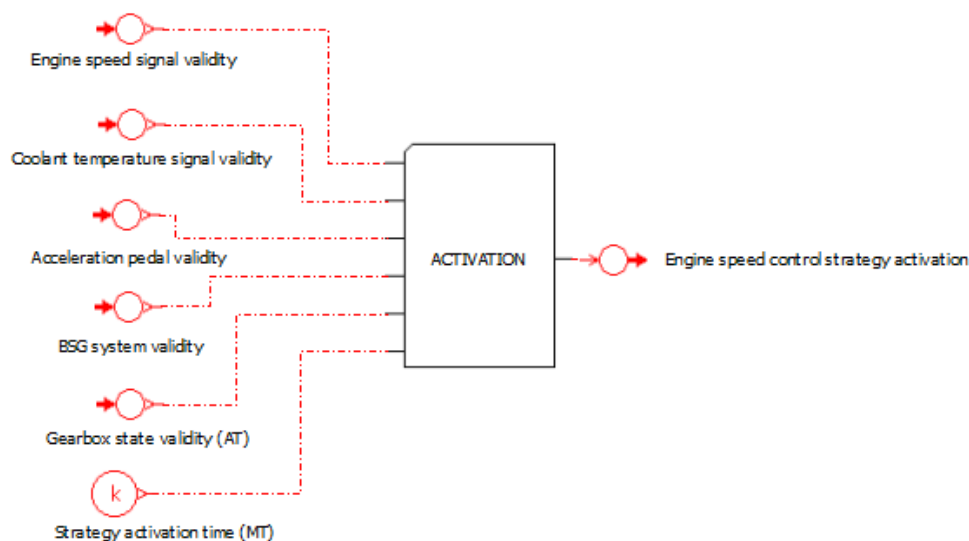 Engine speed signal validity
Coolant temperature signal validity
Acceleration pedal validity
ACTIVATION
Engine speed control strategy activation
BSG system validity
Gearbox state validity (AT)
k
Strategy activation time (MT)